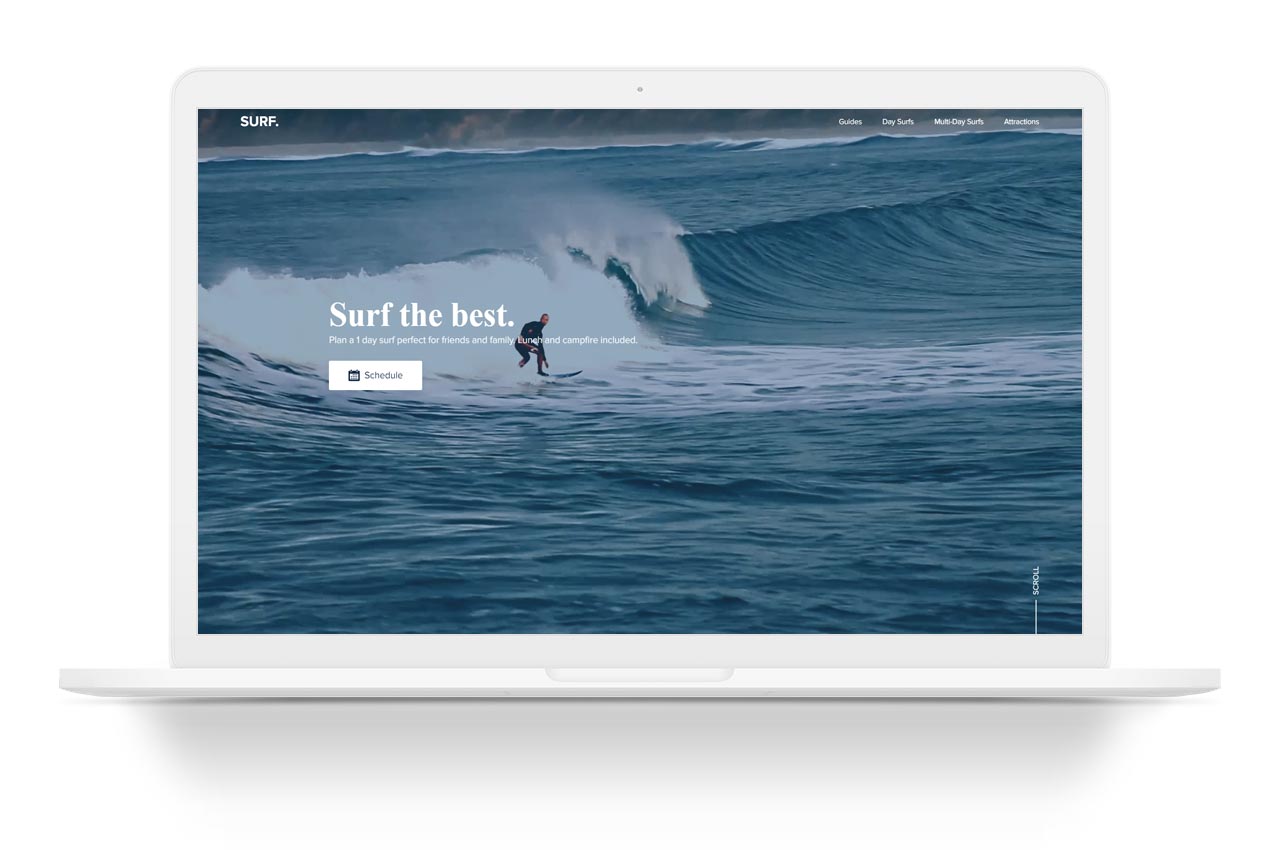 SURF.
Guides Day Surfs Multi-Day Surfs Attractions
Surf the best.
Plan a 1 day surf perfect for friends and family. Lunch and campfire included.
Schedule
SCROLL